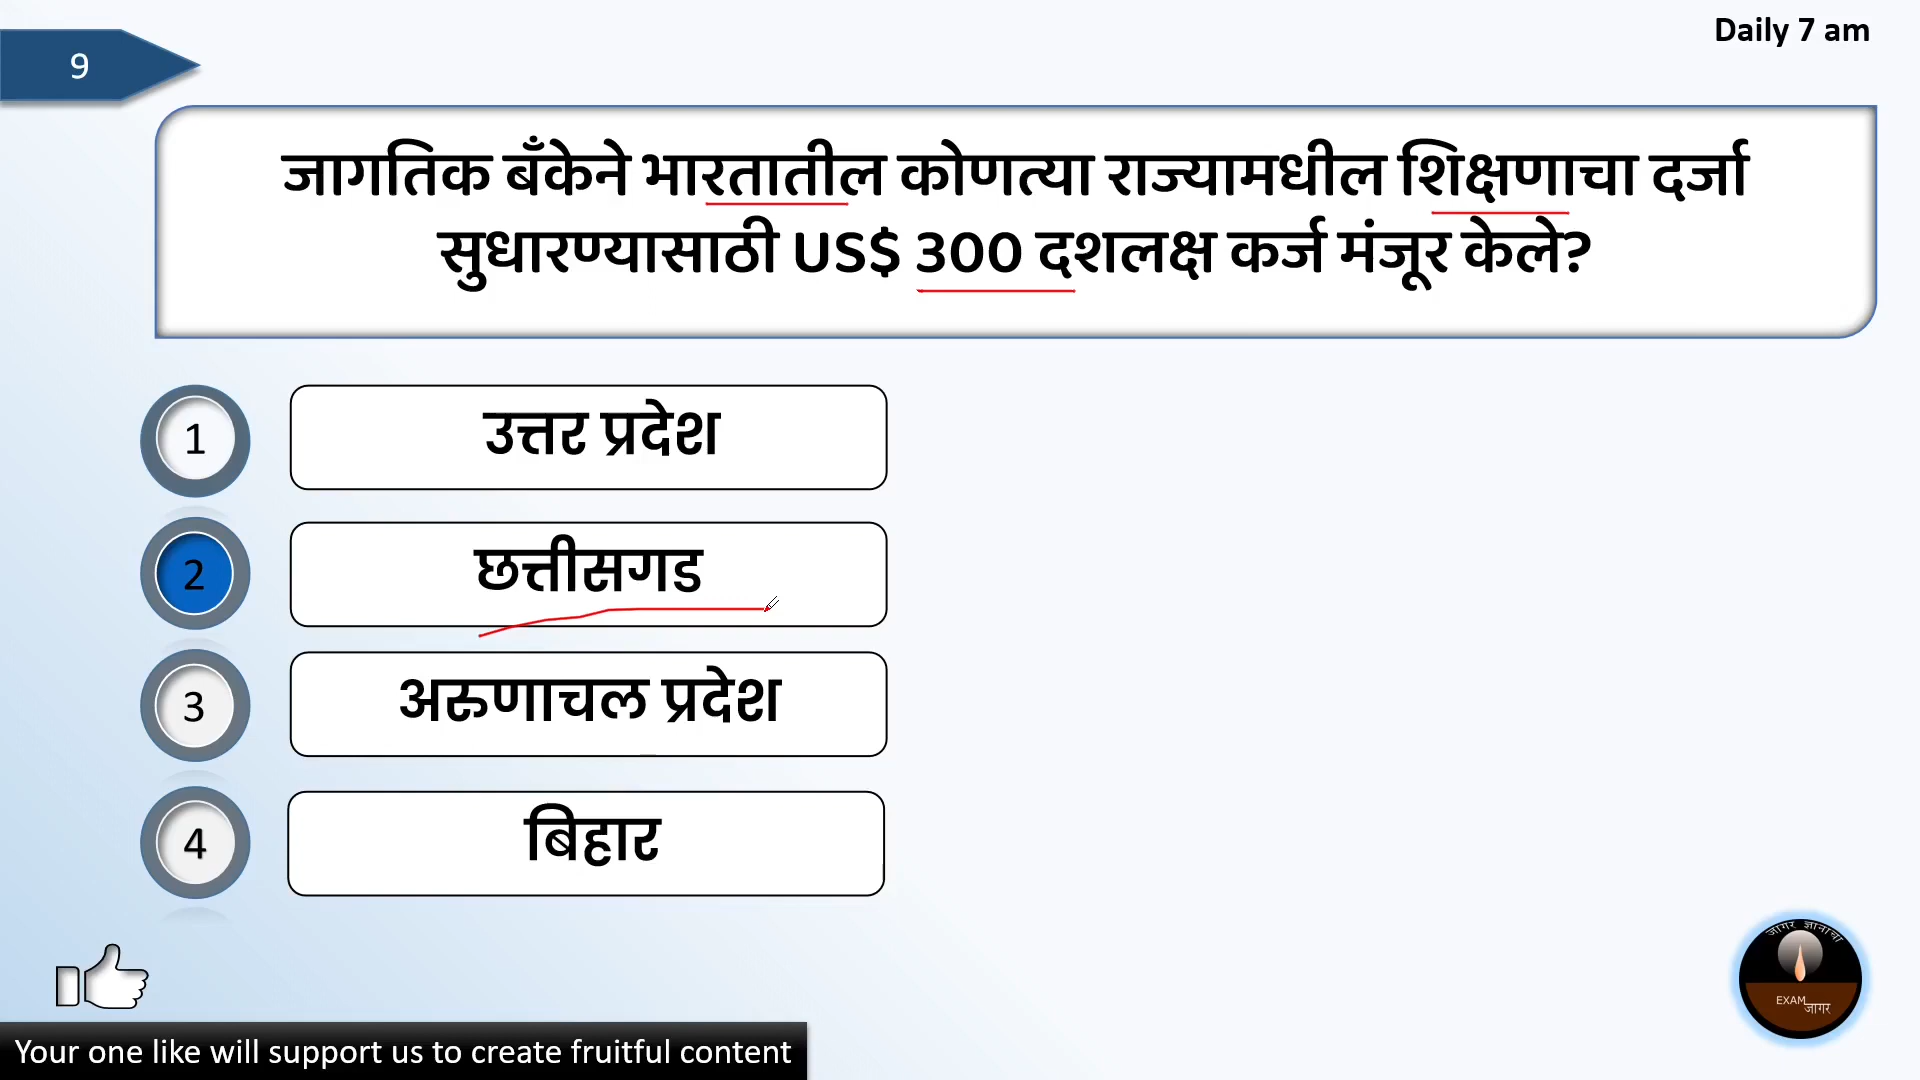 Daily 7 am
9
जागतिक बँकेने भारतातील कोणत्या राज्यामधील शिक्षणाचा दर्जा
सुधारण्यासाठी US$ 300 दशलक्ष कर्ज मंजूर केले?
1
उत्तर प्रदेश
2
छत्तीसगड
3
अरुणाचल प्रदेश
4
बिहार
जागर ज्ञानाचा
EXAM
जागर
Your one like will support us to create fruitful content